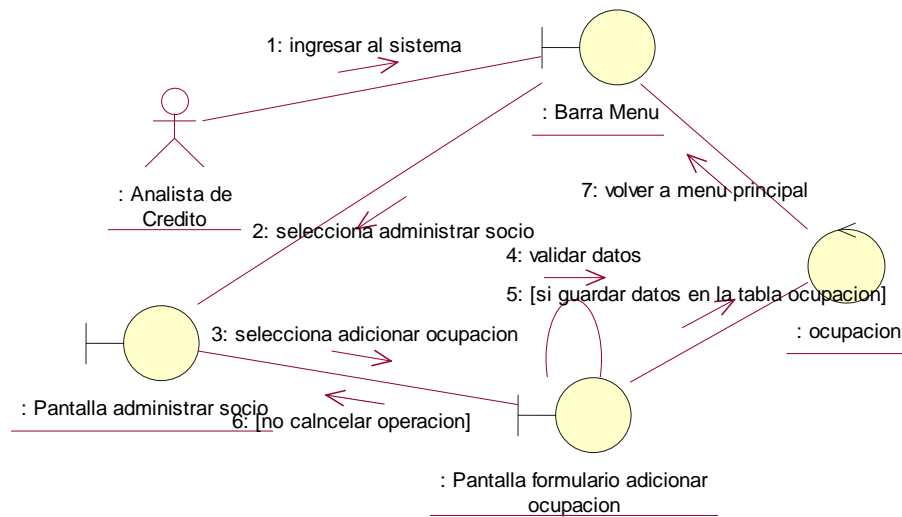 1: ingresar al sistema
: Barra Menu
: Analista de
Credito
7: volver a menu principal
2: selecciona administrar socio
4: validar datos
5: [si guardar datos en la tabla ocupacion]
3: selecciona adicionar ocupacion
: ocupacion
: Pantalla administrar socio
6: [no calncelar operacion]
: Pantalla formulario adicionar
ocupacion